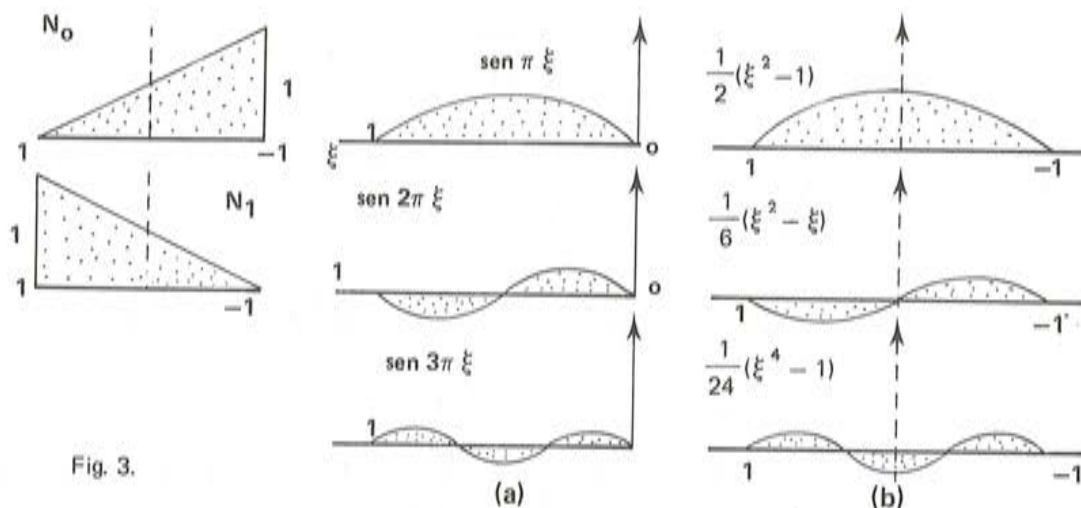 N₀
1
1
−1
N₁
1
1
−1
Fig. 3.
sen π ξ
1
ξ
o
sen 2π ξ
1
o
sen 3π ξ
1
(a)
1/2 (ξ² − 1)
1
−1
1/6 (ξ² − ξ)
1
−1
1/24 (ξ⁴ − 1)
1
−1
(b)